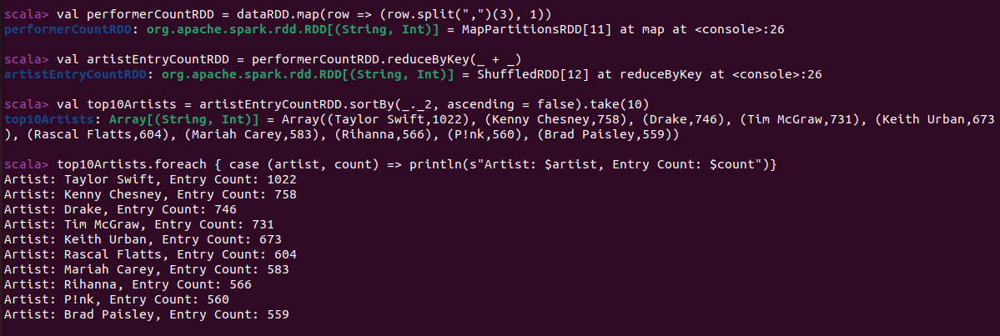 scala> val performerCountRDD = dataRDD.map(row => (row.split(",")(3), 1))
performerCountRDD: org.apache.spark.rdd.RDD[(String, Int)] = MapPartitionsRDD[11] at map at <console>:26
scala> val artistEntryCountRDD = performerCountRDD.reduceByKey(_ + _)
artistEntryCountRDD: org.apache.spark.rdd.RDD[(String, Int)] = ShuffledRDD[12] at reduceByKey at <console>:26
scala> val top10Artists = artistEntryCountRDD.sortBy(_._2, ascending = false).take(10)
top10Artists: Array[(String, Int)] = Array((Taylor Swift,1022), (Kenny Chesney,758), (Drake,746), (Tim McGraw,731), (Keith Urban,673
), (Rascal Flatts,604), (Mariah Carey,583), (Rihanna,566), (P!nk,560), (Brad Paisley,559))
scala> top10Artists.foreach { case (artist, count) => println(s"Artist: $artist, Entry Count: $count")}
Artist: Taylor Swift, Entry Count: 1022
Artist: Kenny Chesney, Entry Count: 758
Artist: Drake, Entry Count: 746
Artist: Tim McGraw, Entry Count: 731
Artist: Keith Urban, Entry Count: 673
Artist: Rascal Flatts, Entry Count: 604
Artist: Mariah Carey, Entry Count: 583
Artist: Rihanna, Entry Count: 566
Artist: P!nk, Entry Count: 560
Artist: Brad Paisley, Entry Count: 559